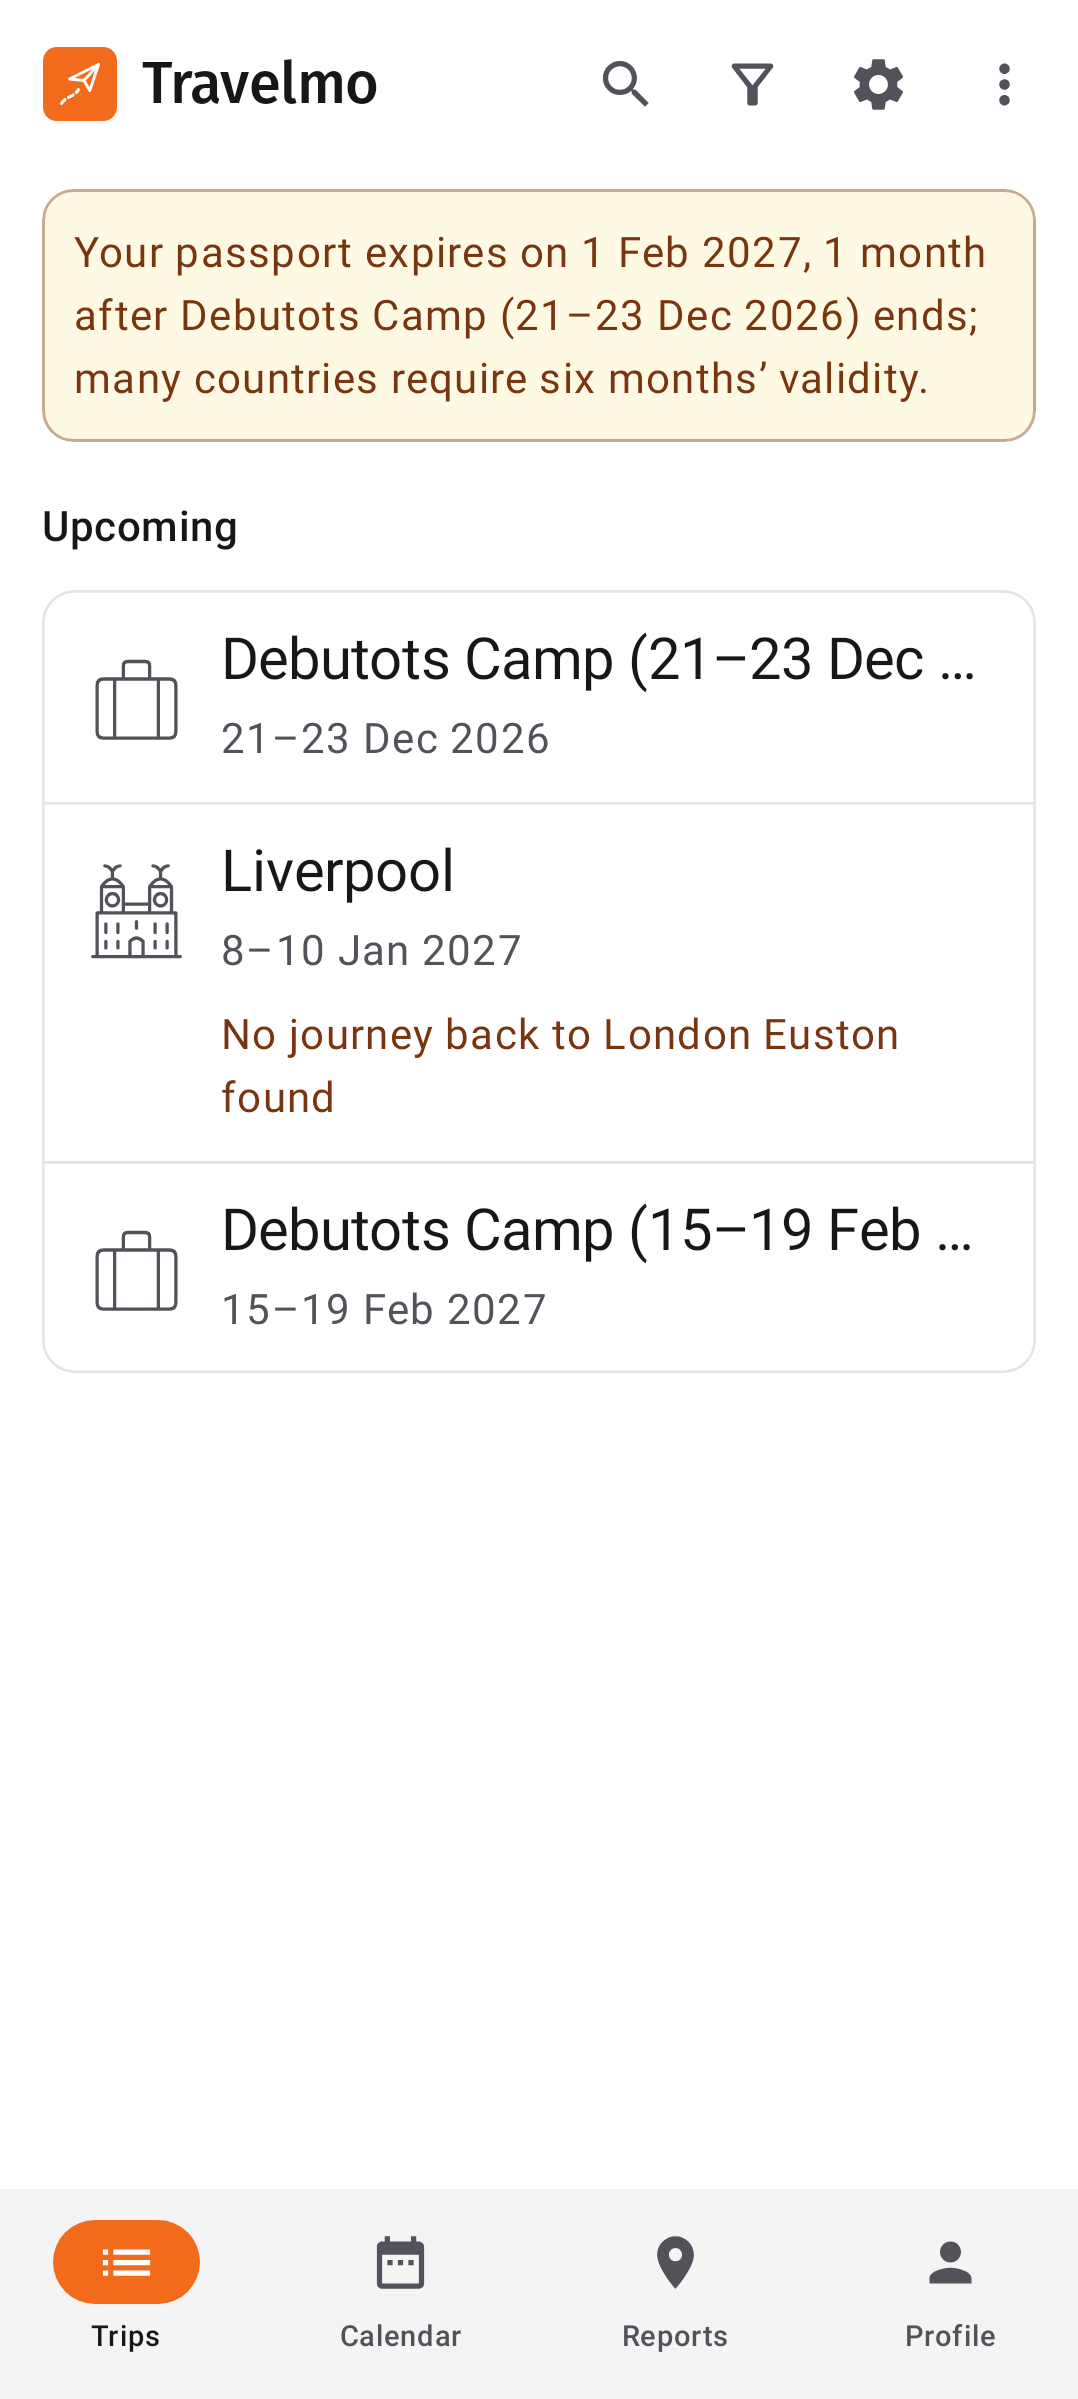 Travelmo
Your passport expires on 1 Feb 2027, 1 month
after Debutots Camp (21–23 Dec 2026) ends;
many countries require six months’ validity.
Upcoming
Debutots Camp (21–23 Dec ...
21–23 Dec 2026
Liverpool
8–10 Jan 2027
No journey back to London Euston
found
Debutots Camp (15–19 Feb ...
15–19 Feb 2027
Trips
Calendar
Reports
Profile